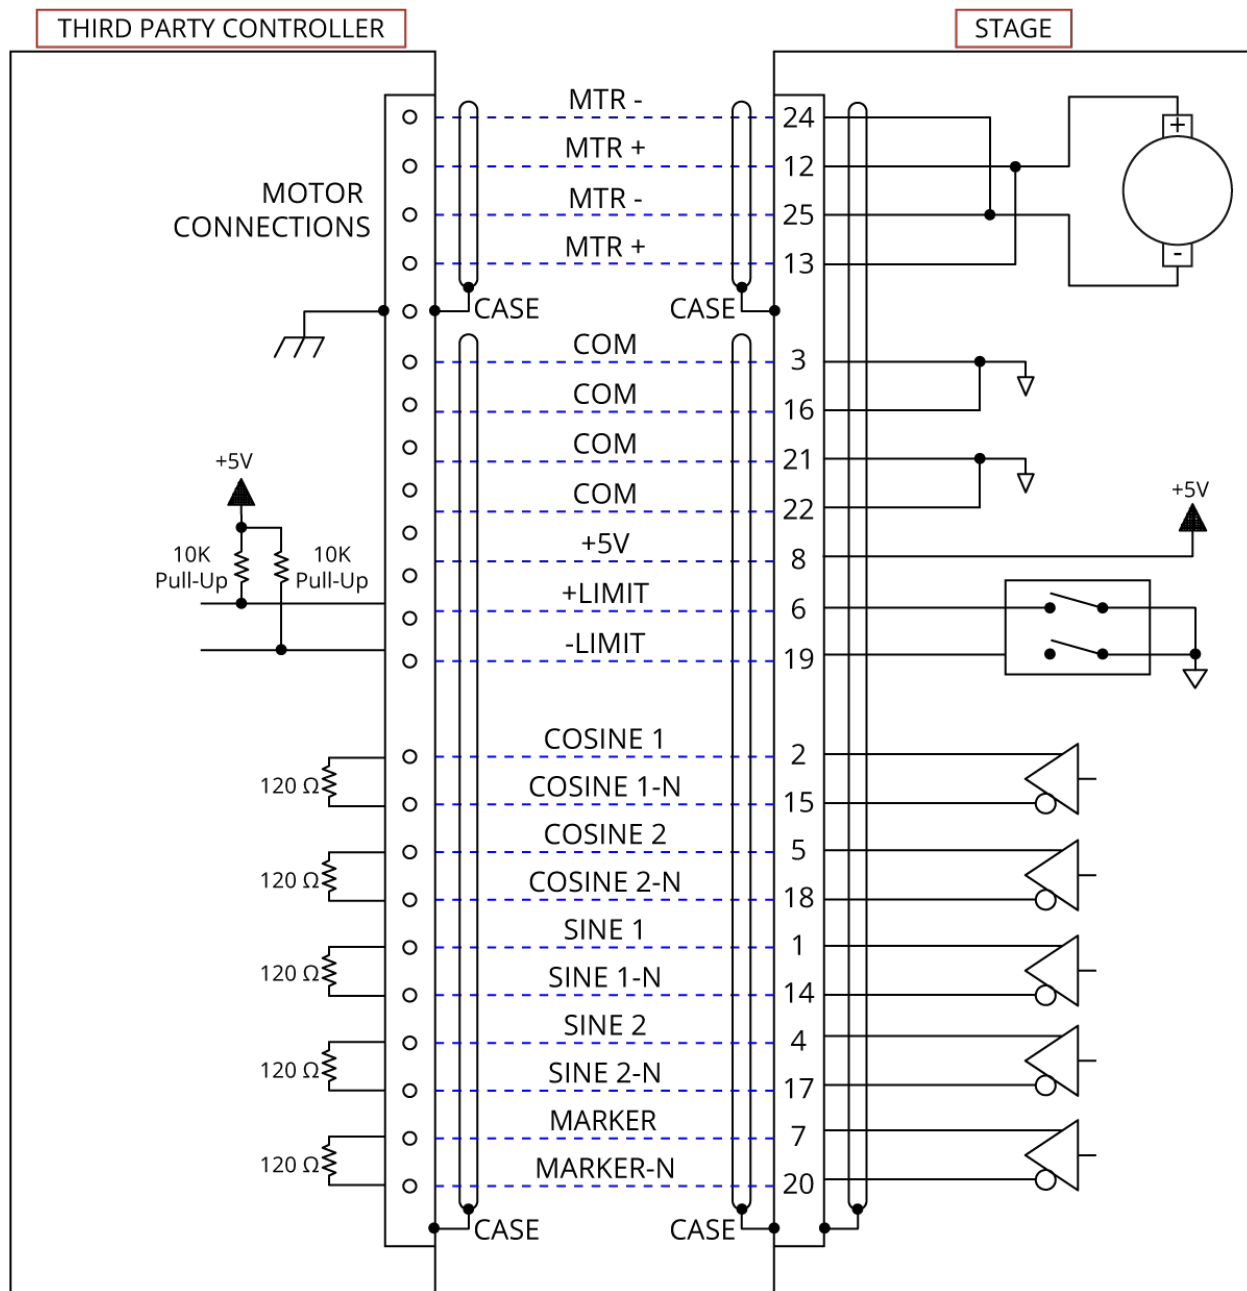 THIRD PARTY CONTROLLER
STAGE
MTR -
24
MTR +
12
MOTOR
CONNECTIONS
MTR -
25
MTR +
13
+
-
CASE
CASE
COM
3
COM
16
COM
21
COM
22
+5V
+5V
+5V
8
10K
Pull-Up
10K
Pull-Up
+LIMIT
6
-LIMIT
19
COSINE 1
2
120 Ω
COSINE 1-N
15
COSINE 2
5
120 Ω
COSINE 2-N
18
SINE 1
1
120 Ω
SINE 1-N
14
SINE 2
4
120 Ω
SINE 2-N
17
MARKER
7
120 Ω
MARKER-N
20
CASE
CASE